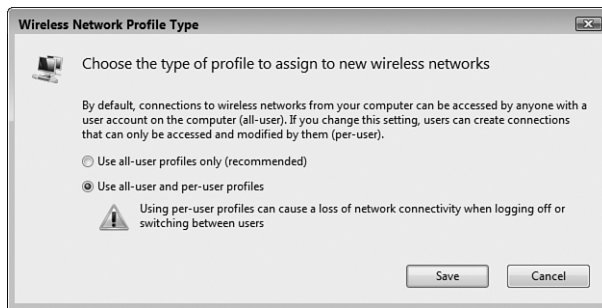 Wireless Network Profile Type
Choose the type of profile to assign to new wireless networks
By default, connections to wireless networks from your computer can be accessed by anyone with a
user account on the computer (all-user). If you change this setting, users can create connections
that can only be accessed and modified by them (per-user).
Use all-user profiles only (recommended)
Use all-user and per-user profiles
Using per-user profiles can cause a loss of network connectivity when logging off or
switching between users
Save
Cancel